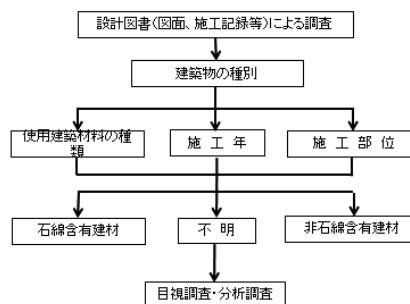 設計図書(図面、施工記録等)による調査
建築物の種別
使用建築材料の種
類
施 工 年
施 工 部 位
石綿含有建材
不 明
非石綿含有建材
目視調査・分析調査